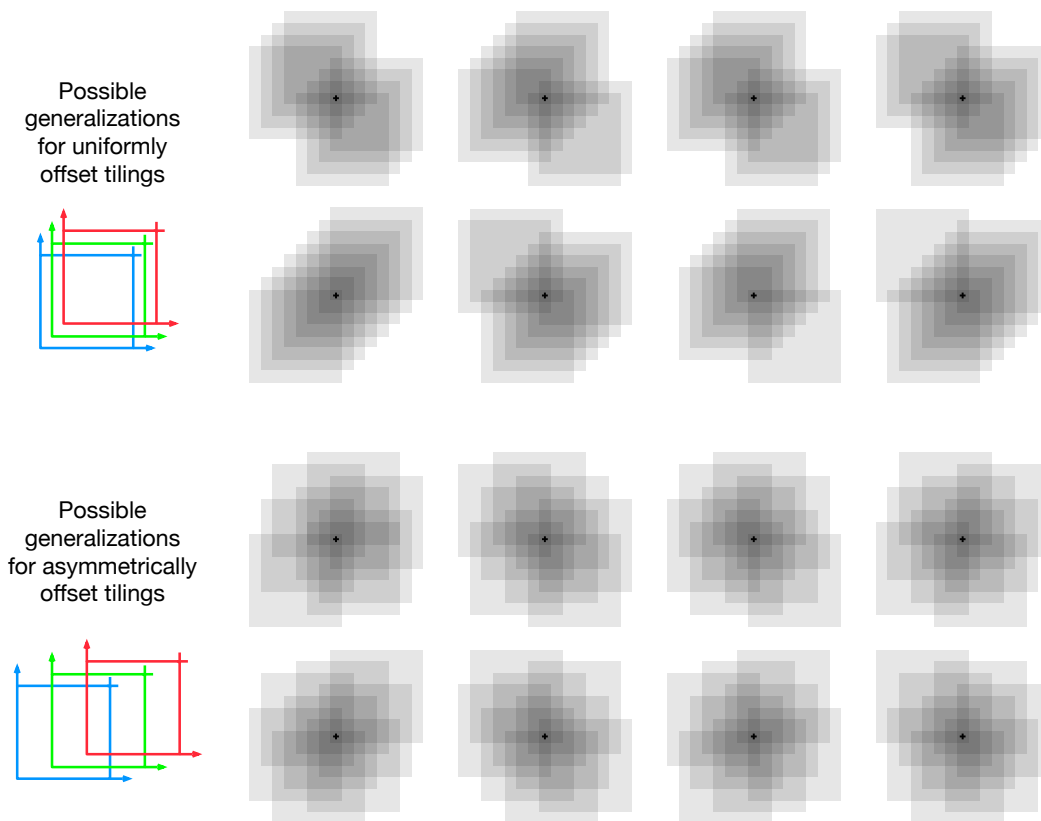 Possible
generalizations
for uniformly
offset tilings
Possible
generalizations
for asymmetrically
offset tilings